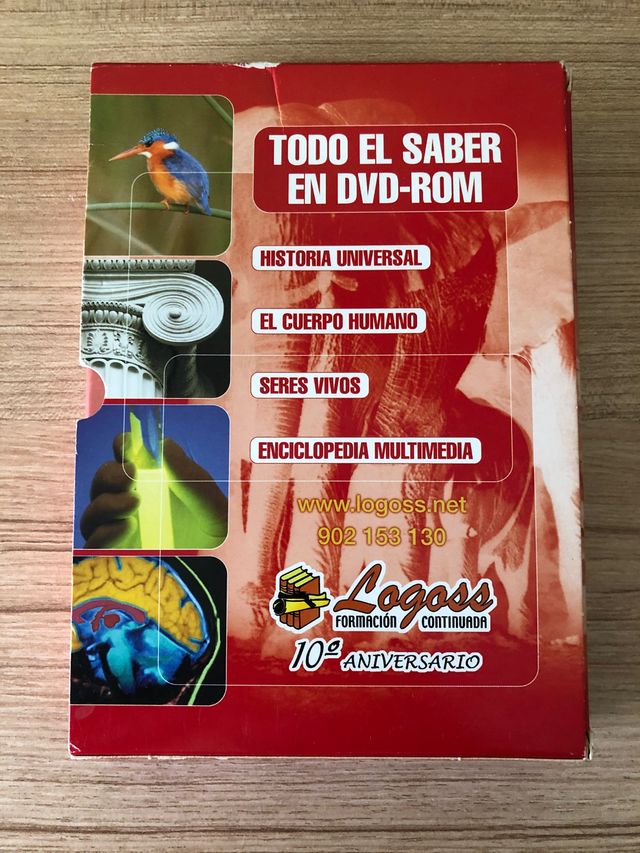 TODO EL SABER
EN DVD-ROM
HISTORIA UNIVERSAL
EL CUERPO HUMANO
SERES VIVOS
ENCICLOPEDIA MULTIMEDIA
www.logoss.net
902 153 130
Logoss
FORMACIÓN CONTINUADA
10º ANIVERSARIO